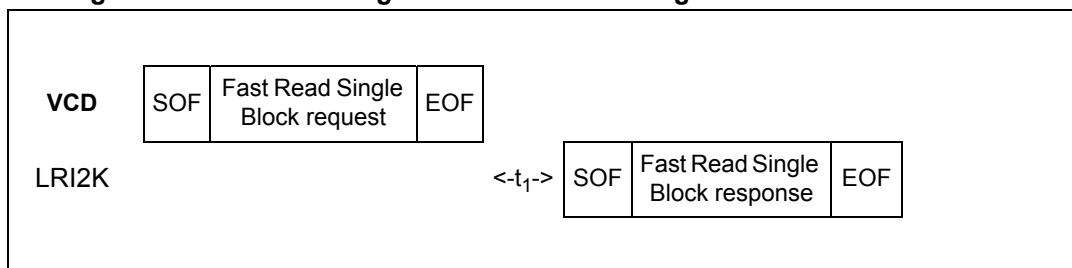 VCD
SOF
Fast Read Single
Block request
EOF
LRI2K
<-t1->
SOF
Fast Read Single
Block response
EOF